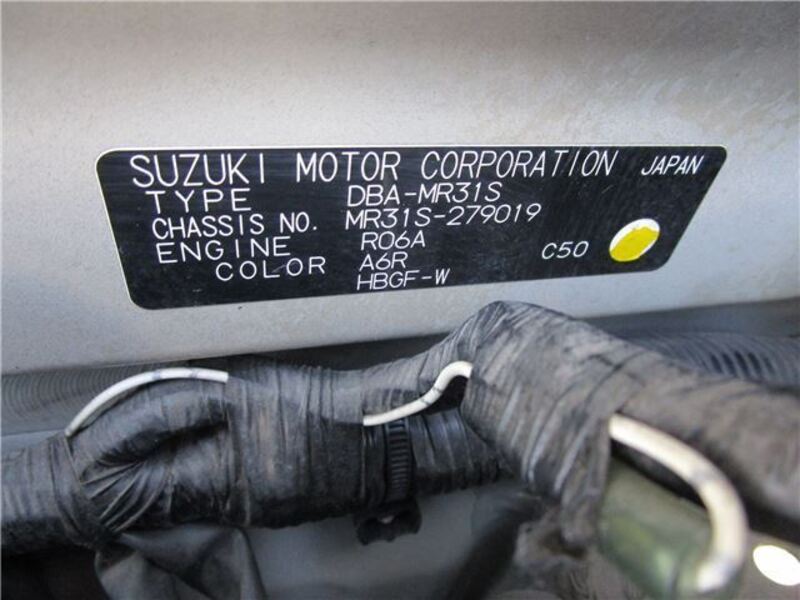 SUZUKI MOTOR CORPORATION JAPAN
TYPE DBA-MR31S
CHASSIS NO. MR31S-279019
ENGINE R06A
COLOR A6R C50
HBGF-W